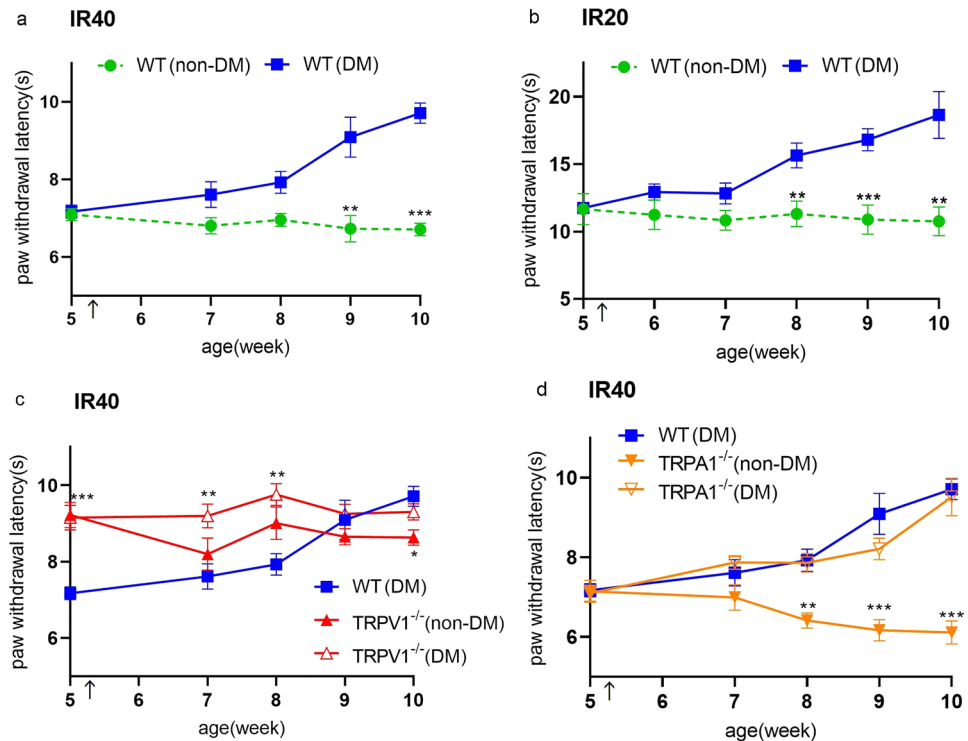 a IR40
WT (non-DM) WT (DM)
paw withdrawal latency(s)
10
8
6
** ***
5 ↑ 6 7 8 9 10
age(week)
b IR20
WT (non-DM) WT (DM)
paw withdrawal latency(s)
20
15
10
5
** *** **
5 ↑ 6 7 8 9 10
age(week)
c IR40
paw withdrawal latency(s)
10
8
6
*** ** ** *
WT (DM)
TRPV1-/-(non-DM)
TRPV1-/-(DM)
5 ↑ 6 7 8 9 10
age(week)
d IR40
WT (DM)
TRPA1-/-(non-DM)
TRPA1-/-(DM)
paw withdrawal latency(s)
10
8
6
** *** ***
5 ↑ 6 7 8 9 10
age(week)